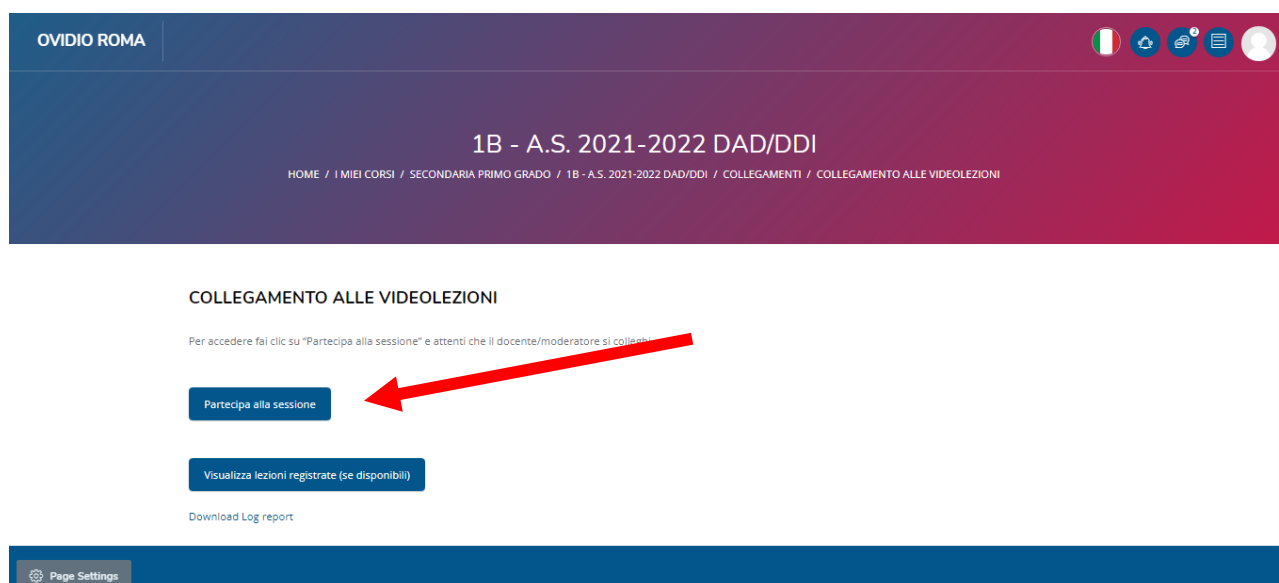 OVIDIO ROMA
2
1B - A.S. 2021-2022 DAD/DDI
HOME / I MIEI CORSI / SECONDARIA PRIMO GRADO / 1B - A.S. 2021-2022 DAD/DDI / COLLEGAMENTI / COLLEGAMENTO ALLE VIDEOLEZIONI
COLLEGAMENTO ALLE VIDEOLEZIONI
Per accedere fai clic su "Partecipa alla sessione" e attenti che il docente/moderatore si colleghi
Partecipa alla sessione
Visualizza lezioni registrate (se disponibili)
Download Log report
Page Settings